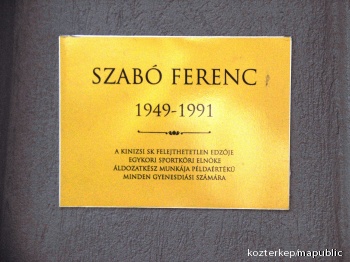 SZABÓ FERENC
1949-1991
A KINIZSI SK FELEJTHETETLEN EDZŐJE
EGYKORI SPORTKÖRI ELNÖKE
ÁLDOZATKÉSZ MUNKÁJA PÉLDAÉRTÉKŰ
MINDEN GYENESDIÁSI SZÁMÁRA
kozterkep/mapublic